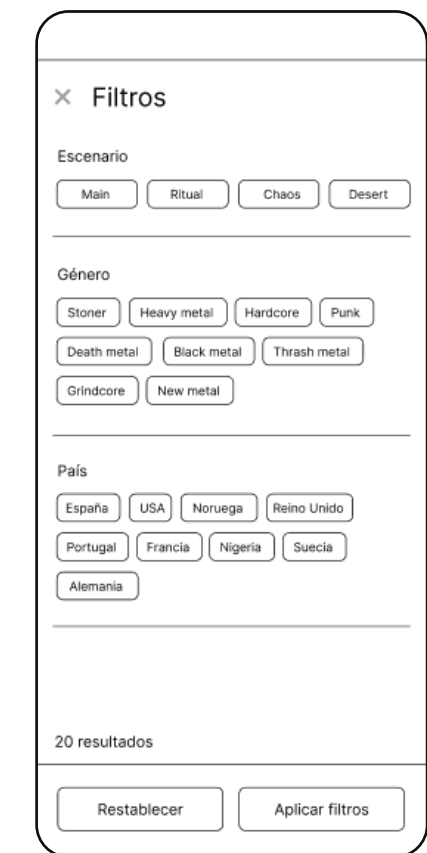 × Filtros
Escenario
Main Ritual Chaos Desert
Género
Stoner Heavy metal Hardcore Punk
Death metal Black metal Thrash metal
Grindcore New metal
País
España USA Noruega Reino Unido
Portugal Francia Nigeria Suecia
Alemania
20 resultados
Restablecer Aplicar filtros